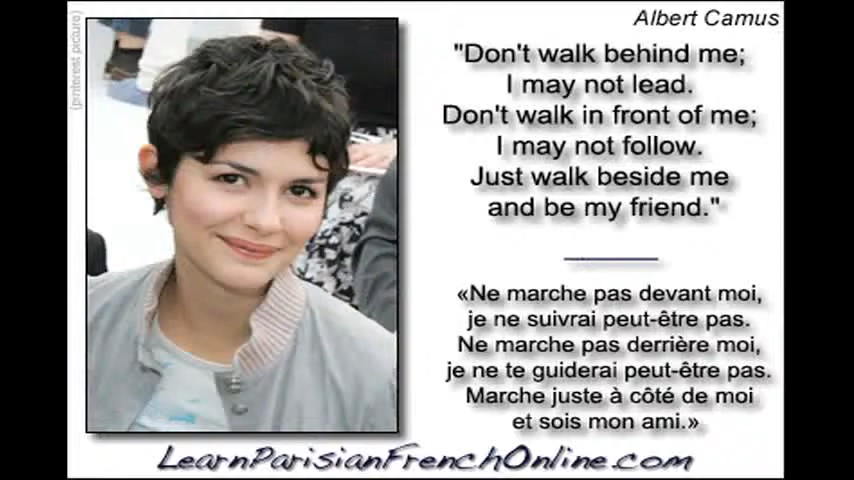 (pinterest picture)
Albert Camus
"Don't walk behind me;
I may not lead.
Don't walk in front of me;
I may not follow.
Just walk beside me
and be my friend."
«Ne marche pas devant moi,
je ne suivrai peut-être pas.
Ne marche pas derrière moi,
je ne te guiderai peut-être pas.
Marche juste à côté de moi
et sois mon ami.»
LearnParisianFrenchOnline.com